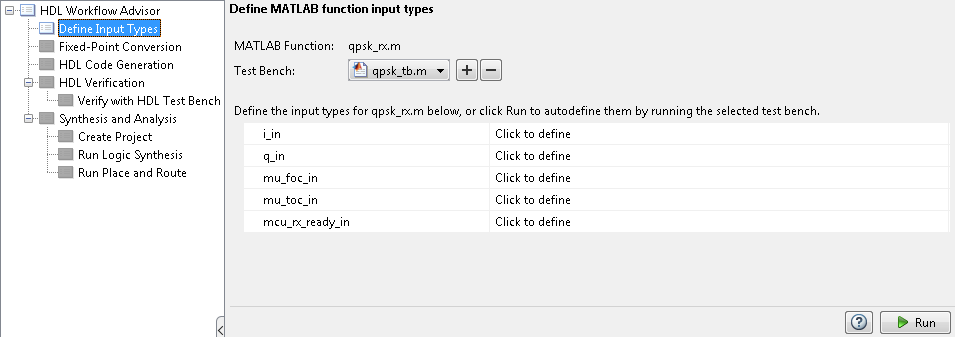 HDL Workflow Advisor
Define Input Types
Fixed-Point Conversion
HDL Code Generation
HDL Verification
Verify with HDL Test Bench
Synthesis and Analysis
Create Project
Run Logic Synthesis
Run Place and Route
Define MATLAB function input types
MATLAB Function: qpsk_rx.m
Test Bench: qpsk_tb.m
Define the input types for qpsk_rx.m below, or click Run to autodefine them by running the selected test bench.
i_in Click to define
q_in Click to define
mu_foc_in Click to define
mu_toc_in Click to define
mcu_rx_ready_in Click to define
Run